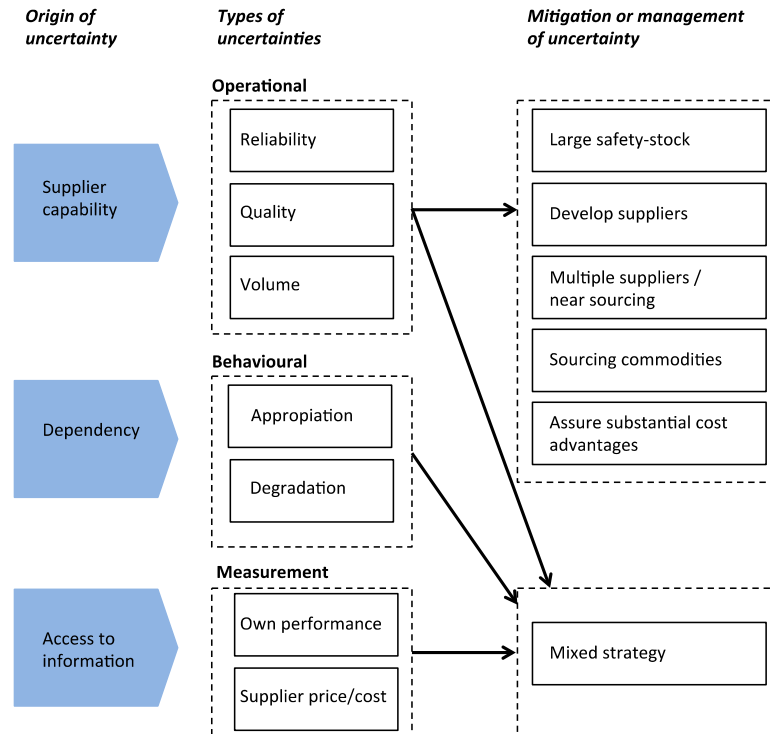 Origin of
uncertainty
Types of
uncertainties
Mitigation or management
of uncertainty
Supplier
capability
Operational
Reliability
Quality
Volume
Large safety-stock
Develop suppliers
Multiple suppliers /
near sourcing
Sourcing commodities
Assure substantial cost
advantages
Dependency
Behavioural
Appropiation
Degradation
Access to
information
Measurement
Own performance
Supplier price/cost
Mixed strategy